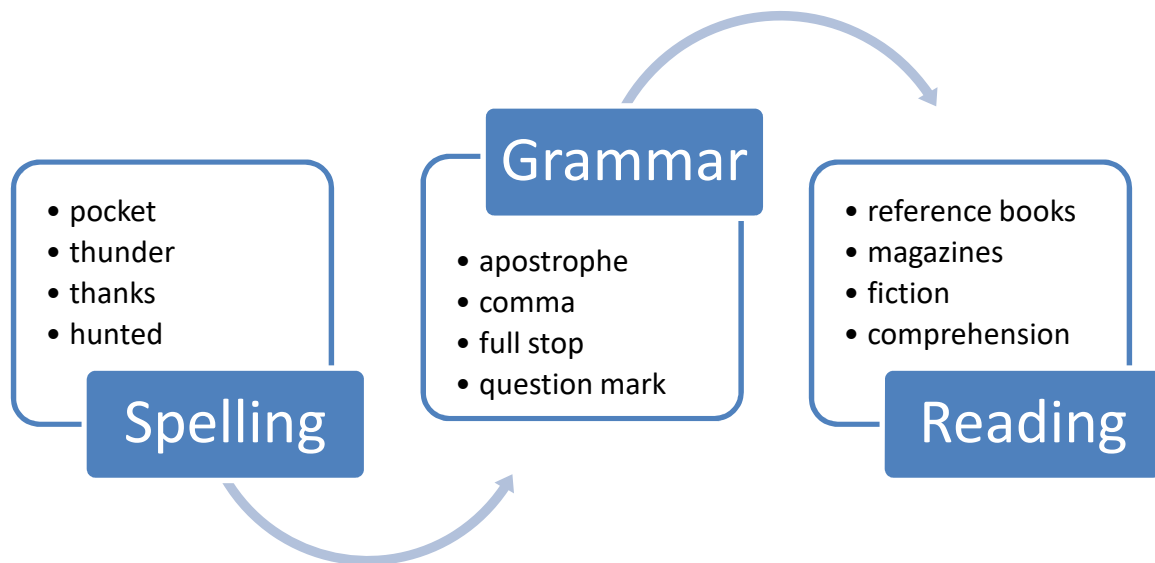 • pocket
• thunder
• thanks
• hunted
Spelling
Grammar
• apostrophe
• comma
• full stop
• question mark
• reference books
• magazines
• fiction
• comprehension
Reading